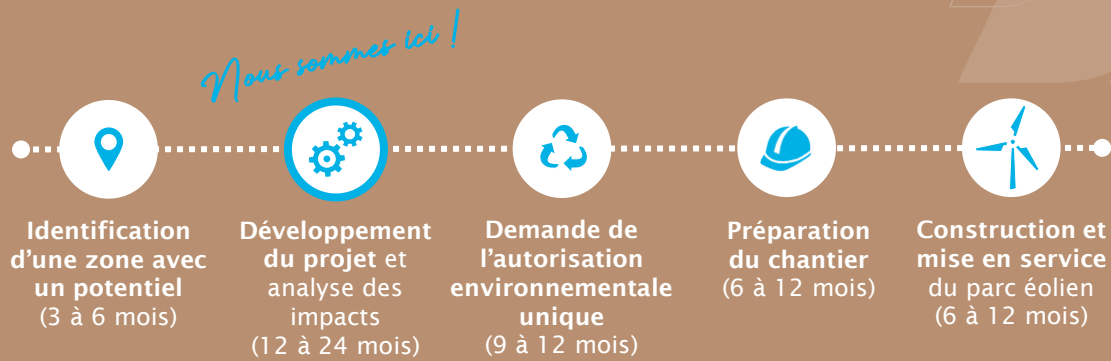 Nous sommes ici !
Identification
d'une zone avec
un potentiel
(3 à 6 mois)
Développement
du projet et
analyse des
impacts
(12 à 24 mois)
Demande de
l'autorisation
environnementale
unique
(9 à 12 mois)
Préparation
du chantier
(6 à 12 mois)
Construction et
mise en service
du parc éolien
(6 à 12 mois)